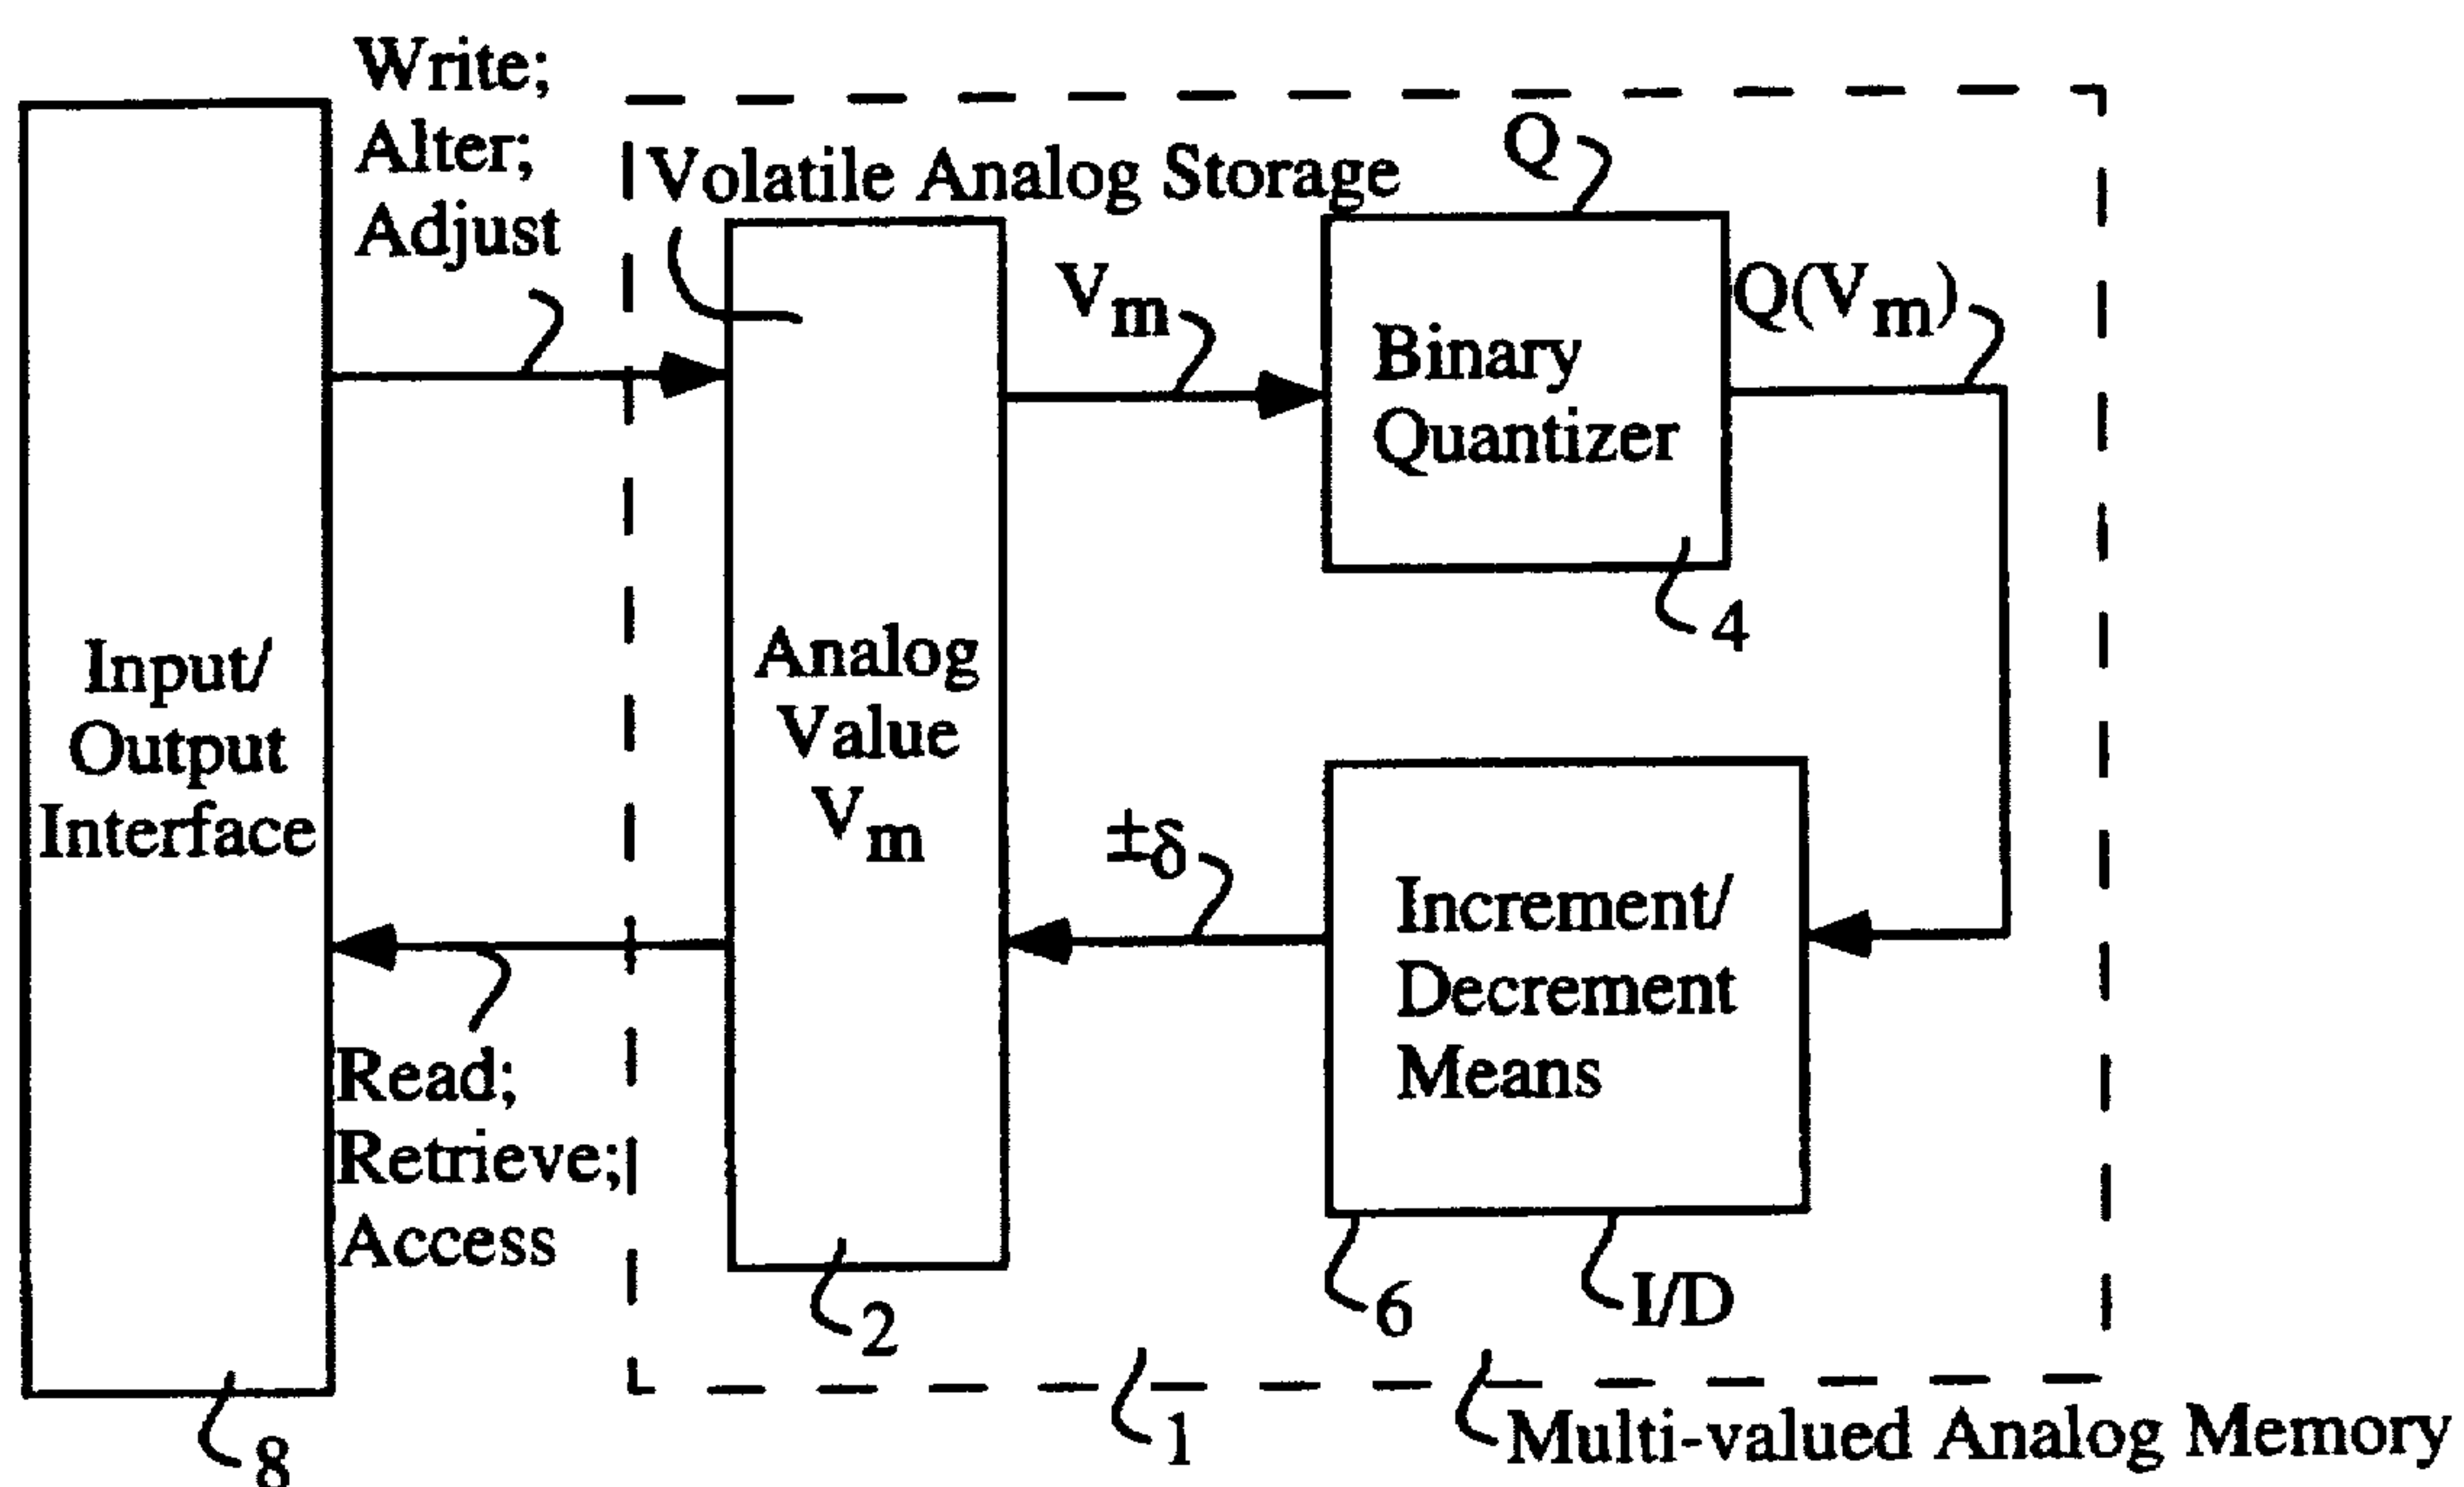 Write;
Alter;
Adjust
Volatile Analog Storage
Q
Vm
Q(Vm)
Binary
Quantizer
4
Input/
Output
Interface
Analog
Value
Vm
±δ
Increment/
Decrement
Means
Read;
Retrieve;
Access
2
6
I/D
8
1
Multi-valued Analog Memory